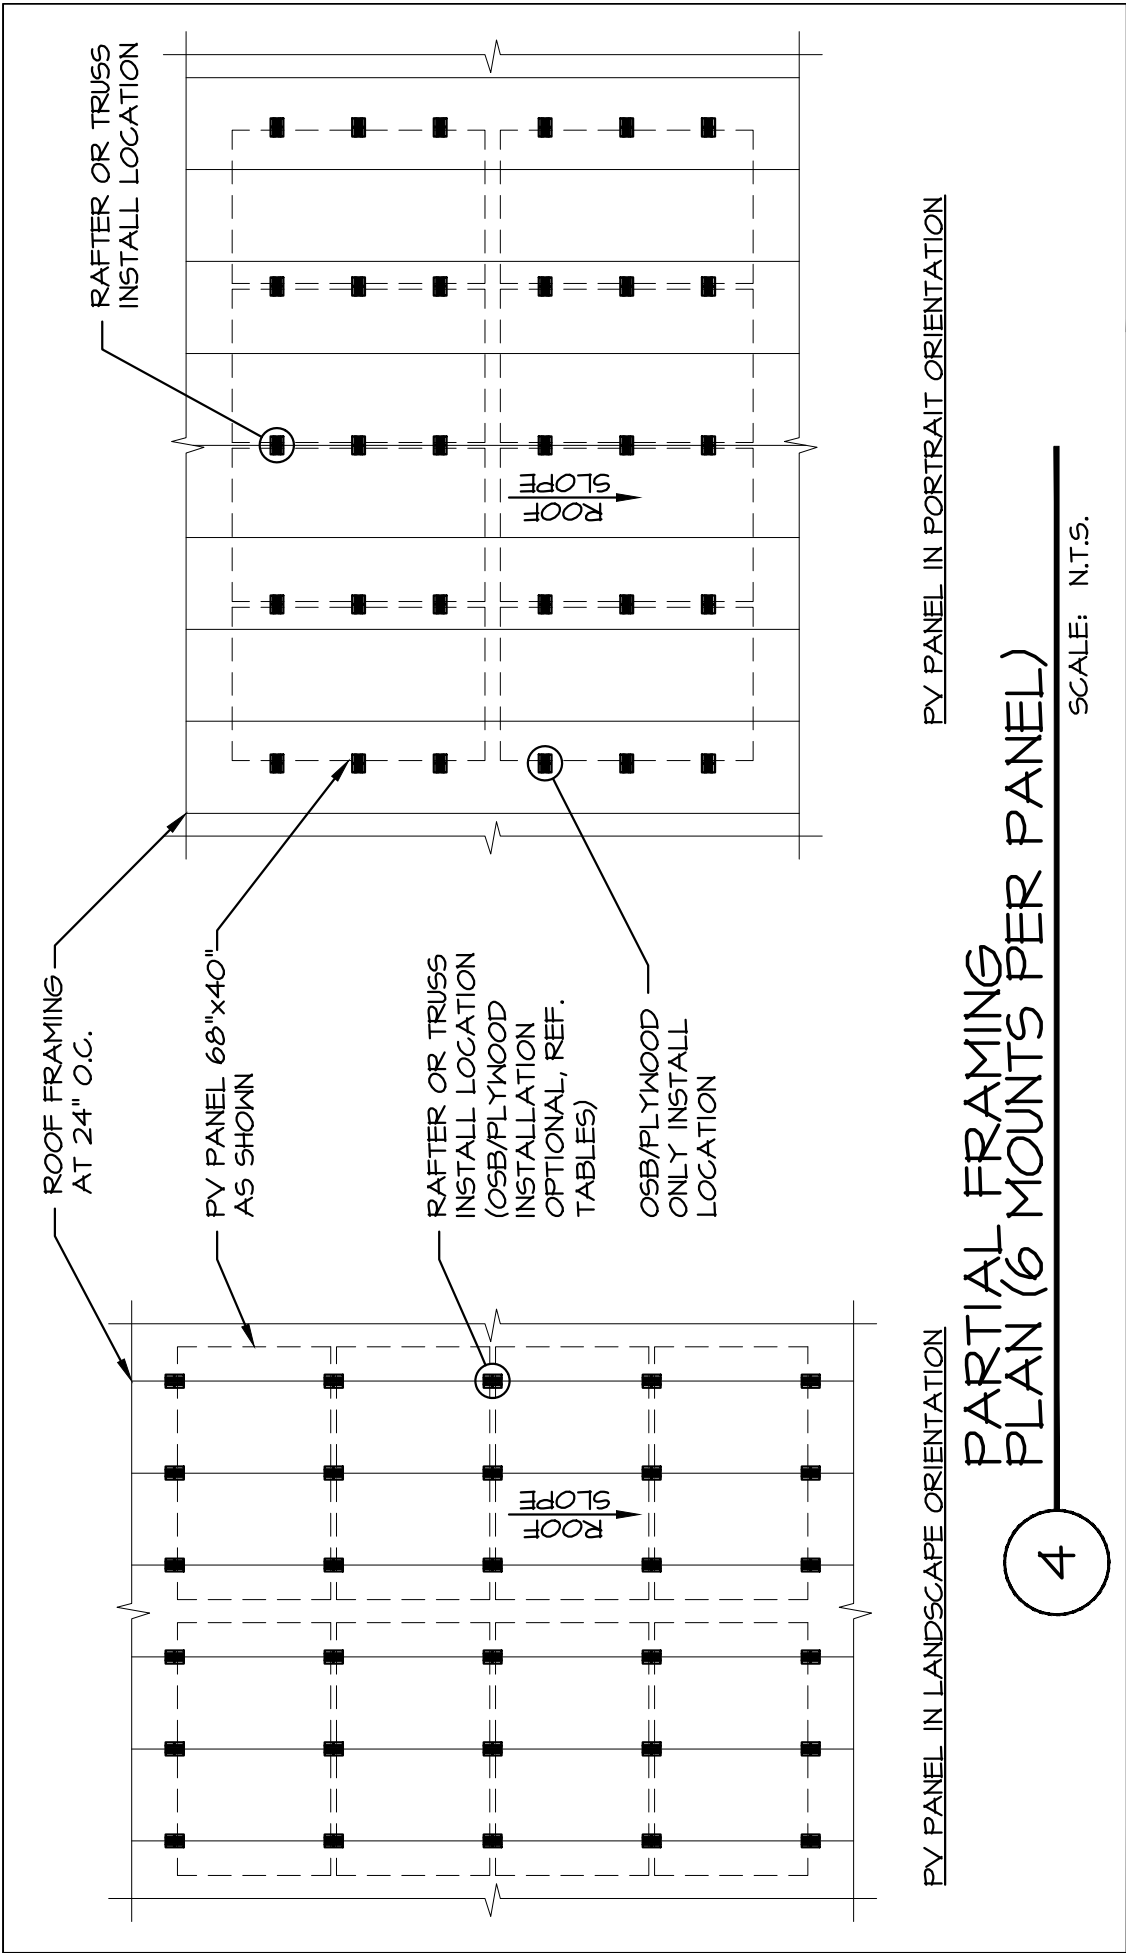 ROOF FRAMING
AT 24" O.C.
PV PANEL 68"x40"
AS SHOWN
RAFTER OR TRUSS
INSTALL LOCATION
(OSB/PLYWOOD
INSTALLATION
OPTIONAL, REF.
TABLES)
OSB/PLYWOOD
ONLY INSTALL
LOCATION
RAFTER OR TRUSS
INSTALL LOCATION
ROOF
SLOPE
ROOF
SLOPE
PV PANEL IN LANDSCAPE ORIENTATION
PV PANEL IN PORTRAIT ORIENTATION
4
PARTIAL FRAMING
PLAN (6 MOUNTS PER PANEL)
SCALE: N.T.S.